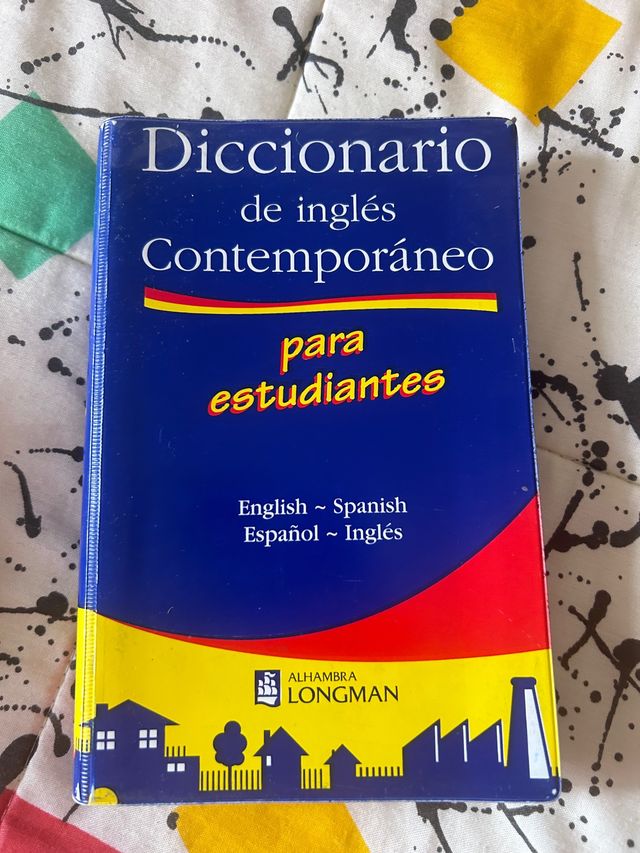 Diccionario
de inglés
Contemporáneo
para
estudiantes
English ~ Spanish
Español ~ Inglés
ALHAMBRA
LONGMAN